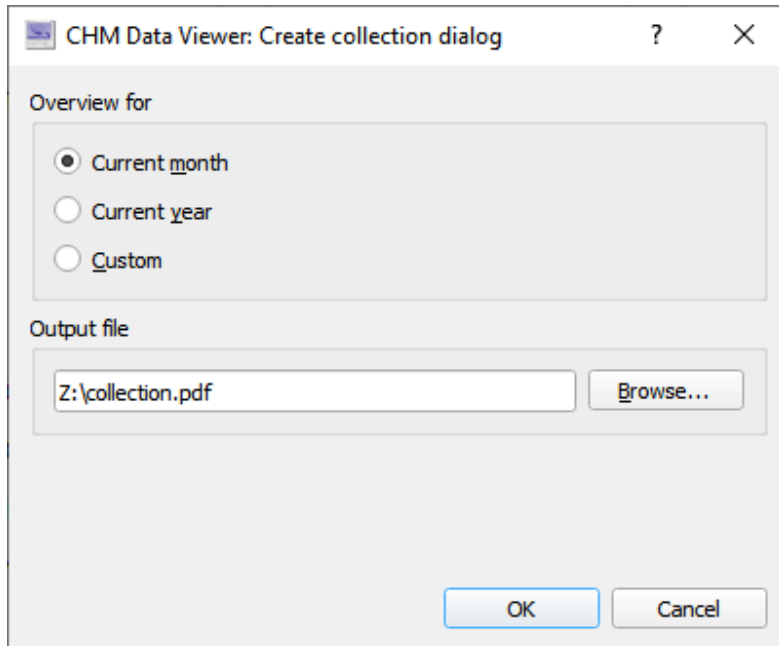 CHM Data Viewer: Create collection dialog ?
Overview for
Current month
Current year
Custom
Output file
Z:\collection.pdf Browse...
OK Cancel